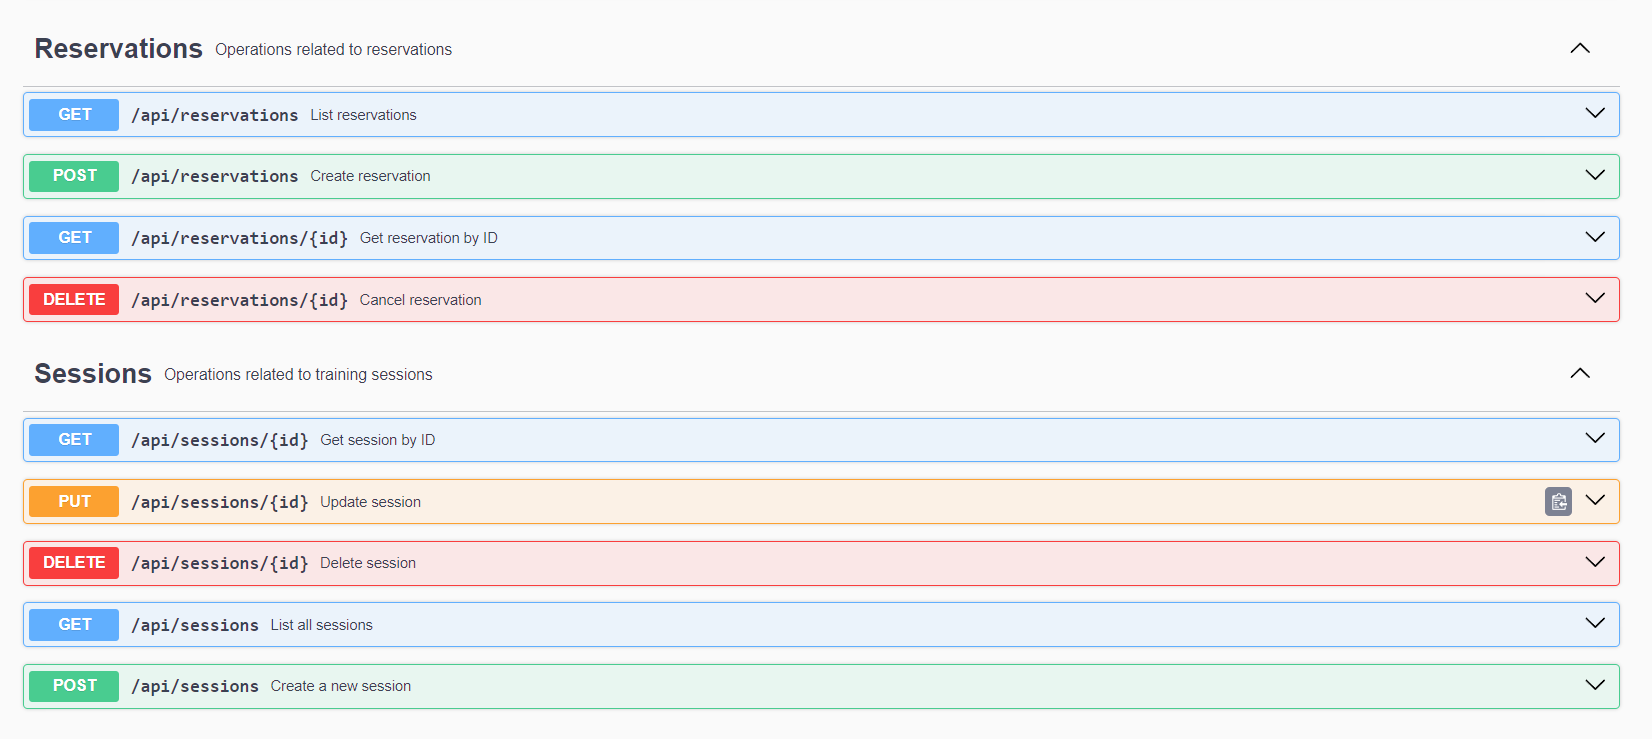 Reservations Operations related to reservations
GET /api/reservations List reservations
POST /api/reservations Create reservation
GET /api/reservations/{id} Get reservation by ID
DELETE /api/reservations/{id} Cancel reservation
Sessions Operations related to training sessions
GET /api/sessions/{id} Get session by ID
PUT /api/sessions/{id} Update session
DELETE /api/sessions/{id} Delete session
GET /api/sessions List all sessions
POST /api/sessions Create a new session